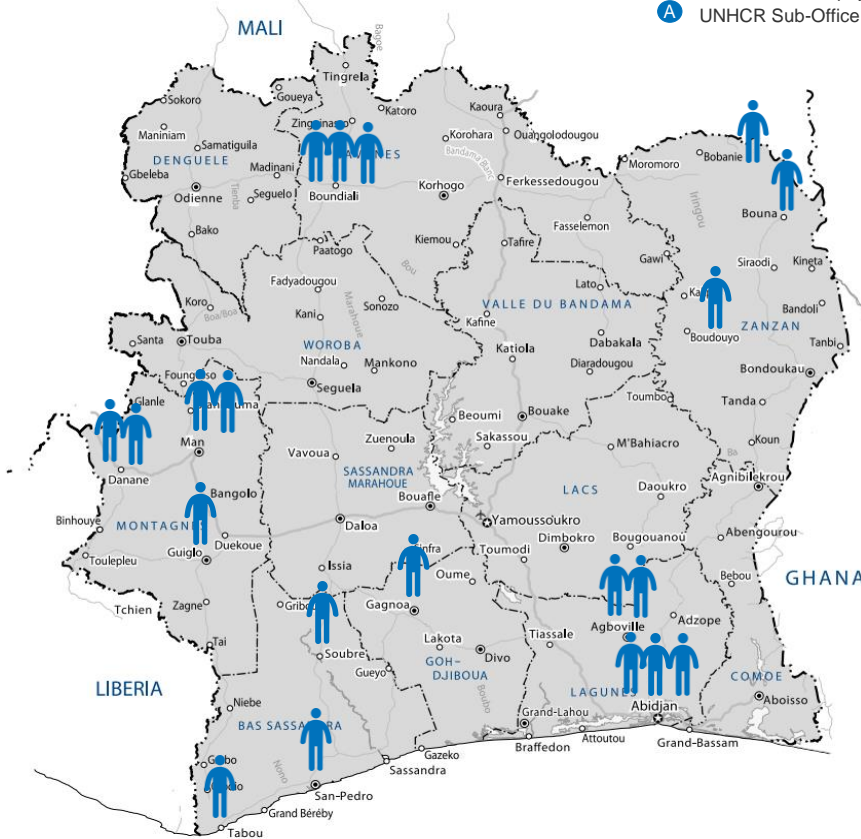 A UNHCR Sub-Office
MALI
Bagoe
Tingrela
Goueya
Sokoro
Katoro
Kaoura
Maniniam
Korohara
Ouangolodougou
Samatiguila
DENGUELE
Bandama Blanc
Bobanie
Moromoro
Madinani
Gbeleba
Ferkessedougou
Odienne
Tienba
Seguelo
Boundiali
Korhogo
Iringou
Bouna
Fasselemon
Bako
Paatogo
Kiemou
Tafire
Gawi
Siraodi
Kineta
Bou
Fadyadougou
Lato
Koro
Marahoue
Sonozo
VALLE DU BANDAMA
Bandoli
Boa/Boa
Kani
Kafine
ZANZAN
Santa
Touba
WOROBA
Dabakala
Boudouyo
Tanbi
Nandala
Mankono
Katiola
Diaradougou
Seguela
Bondoukau
Glanle
Toumbo
Tanda
Beoumi
Bouake
Man
Vavoua
Zuenoula
Sakassou
M'Bahiacro
Koun
Ba
Danane
SASSANDRA
MARAHOUE
Agnibilekrou
Bangolo
Bouafle
LACS
Daoukro
Binhouye
Daloa
Yamoussoukro
Duekoue
Dimbokro
Bougouanou
Abengourou
Toulepleu
Guiglo
Toumodi
Issia
Oume
Bebou
GHANA
Tchien
Zagne
Gagnoa
Adzope
Agboville
Tai
Lakota
Tiassale
Soubre
Divo
GOH-
DJIBOUA
Gueyo
COMOE
LIBERIA
Boubo
Niebe
Abidjan
Aboisso
Grand-Lahou
Grand-Bassam
Braffedon
Attoutou
Gazeko
Sassandra
Nono
San-Pedro
Grand Béréby
Tabou